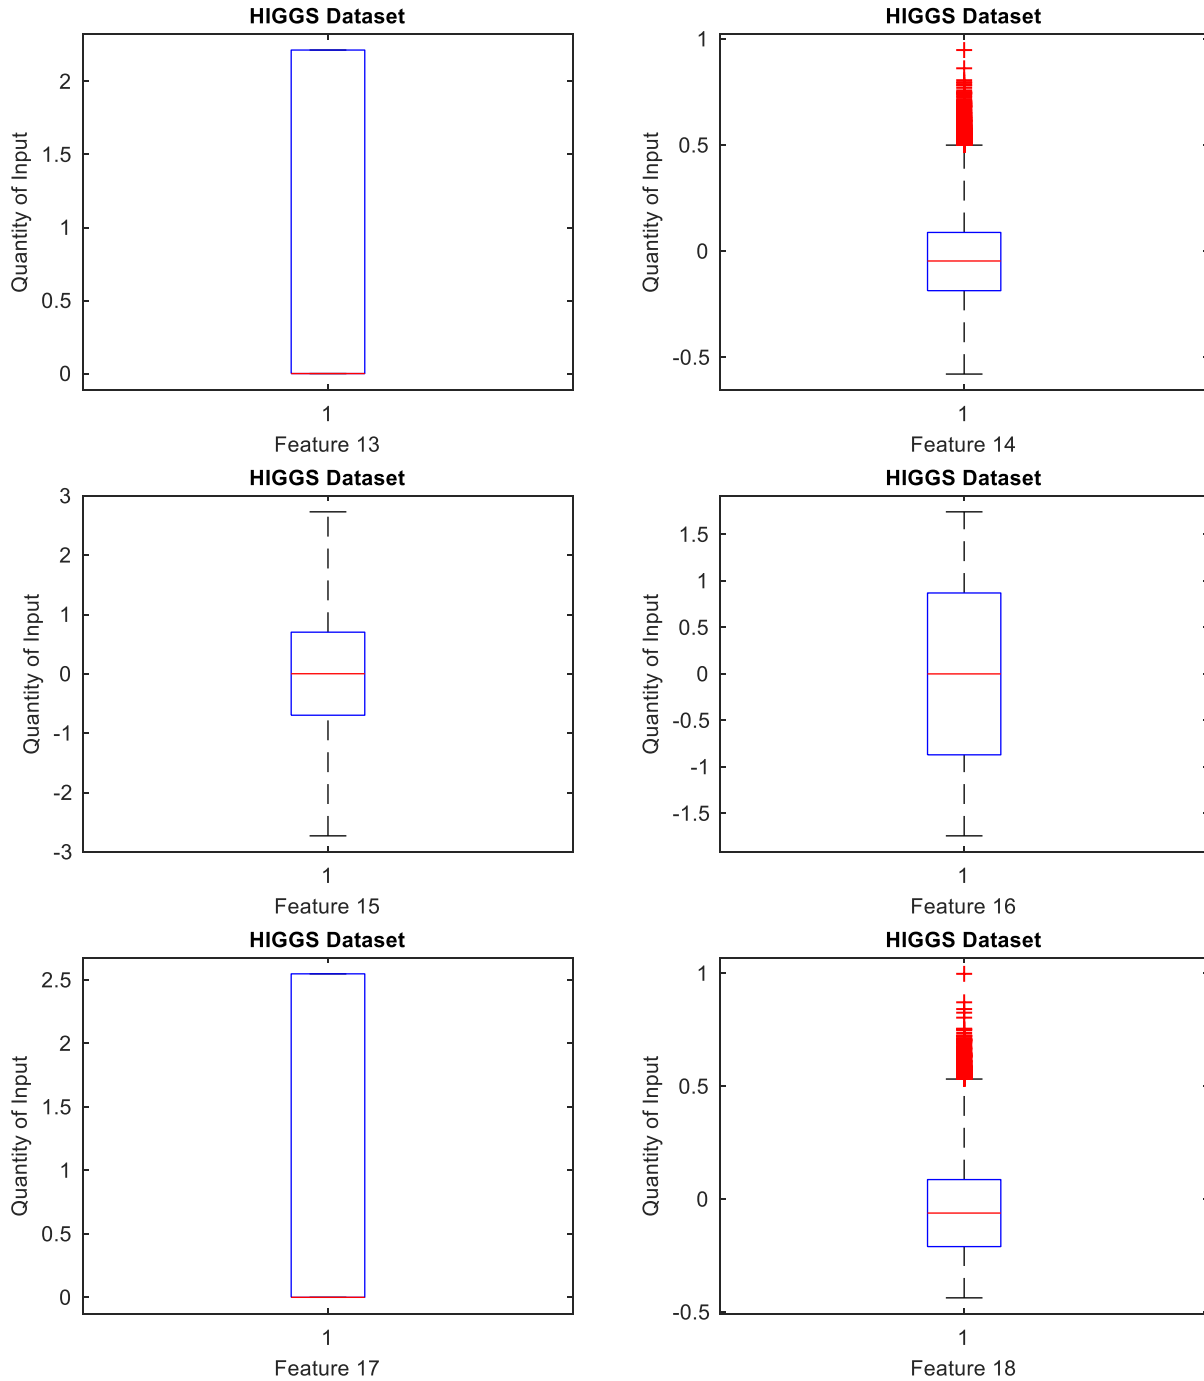 HIGGS Dataset
Quantity of Input
2
1.5
1
0.5
0
1
Feature 13
HIGGS Dataset
Quantity of Input
1
0.5
0
-0.5
1
Feature 14
HIGGS Dataset
Quantity of Input
3
2
1
0
-1
-2
-3
1
Feature 15
HIGGS Dataset
Quantity of Input
1.5
1
0.5
0
-0.5
-1
-1.5
1
Feature 16
HIGGS Dataset
Quantity of Input
2.5
2
1.5
1
0.5
0
1
Feature 17
HIGGS Dataset
Quantity of Input
1
0.5
0
-0.5
1
Feature 18